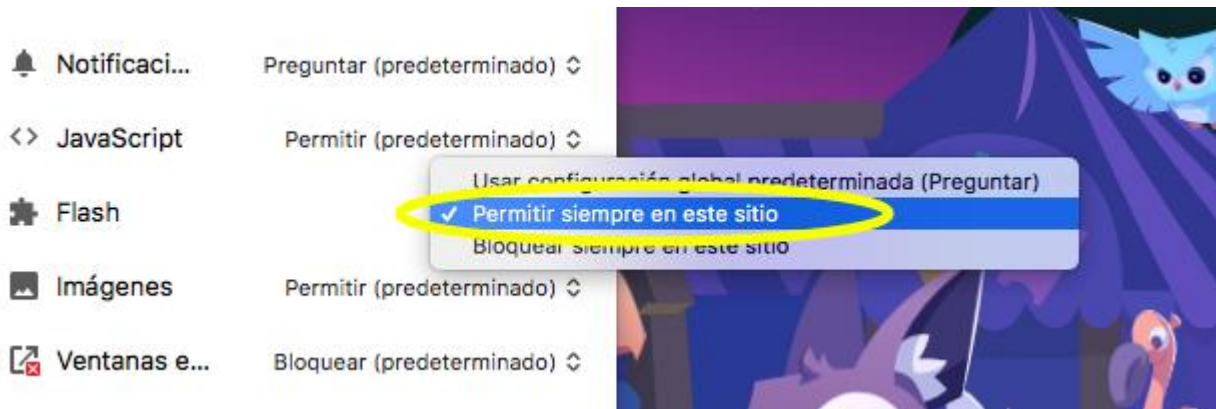 Notificaci... Preguntar (predeterminado)
JavaScript Permitir (predeterminado)
Usar configuración global predeterminada (Preguntar)
Flash ✓ Permitir siempre en este sitio
Bloquear siempre en este sitio
Imágenes Permitir (predeterminado)
Ventanas e... Bloquear (predeterminado)